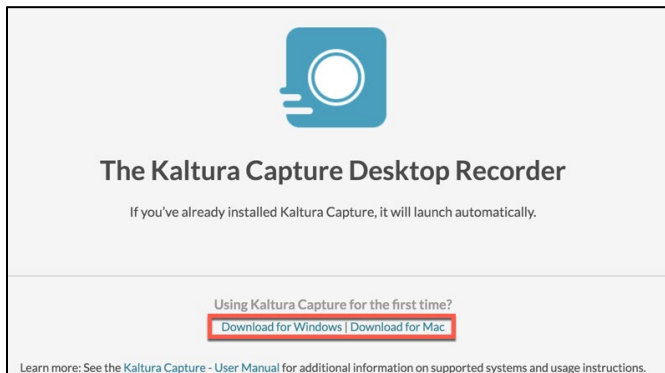 The Kaltura Capture Desktop Recorder
If you've already installed Kaltura Capture, it will launch automatically.
Using Kaltura Capture for the first time?
Download for Windows | Download for Mac
Learn more: See the Kaltura Capture - User Manual for additional information on supported systems and usage instructions.